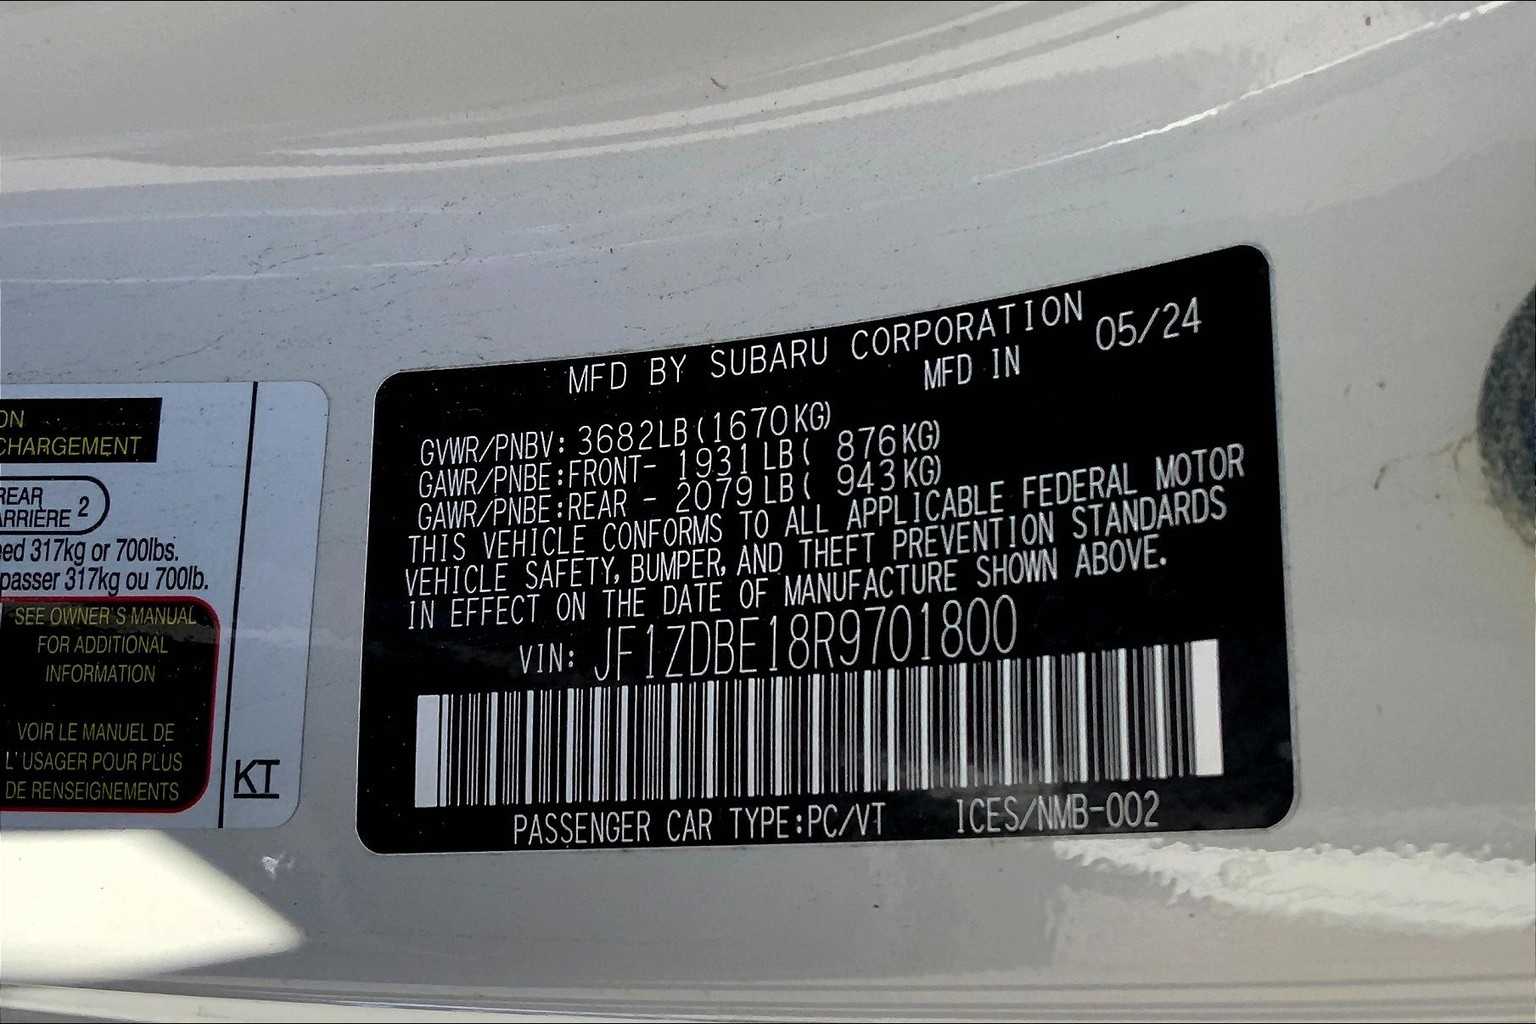 ON
CHARGEMENT
REAR
ARRIÈRE 2
eed 317kg or 700lbs.
passer 317kg ou 700lb.
SEE OWNER'S MANUAL
FOR ADDITIONAL
INFORMATION
VOIR LE MANUEL DE
L'USAGER POUR PLUS
DE RENSEIGNEMENTS
KT
MFD BY SUBARU CORPORATION
MFD IN 05/24
GVWR/PNBV: 3682LB(1670KG)
GAWR/PNBE:FRONT- 1931LB( 876KG)
GAWR/PNBE:REAR - 2079LB( 943KG)
THIS VEHICLE CONFORMS TO ALL APPLICABLE FEDERAL MOTOR
VEHICLE SAFETY, BUMPER, AND THEFT PREVENTION STANDARDS
IN EFFECT ON THE DATE OF MANUFACTURE SHOWN ABOVE.
VIN: JF1ZDBE18R9701800
PASSENGER CAR TYPE:PC/VT ICES/NMB-002